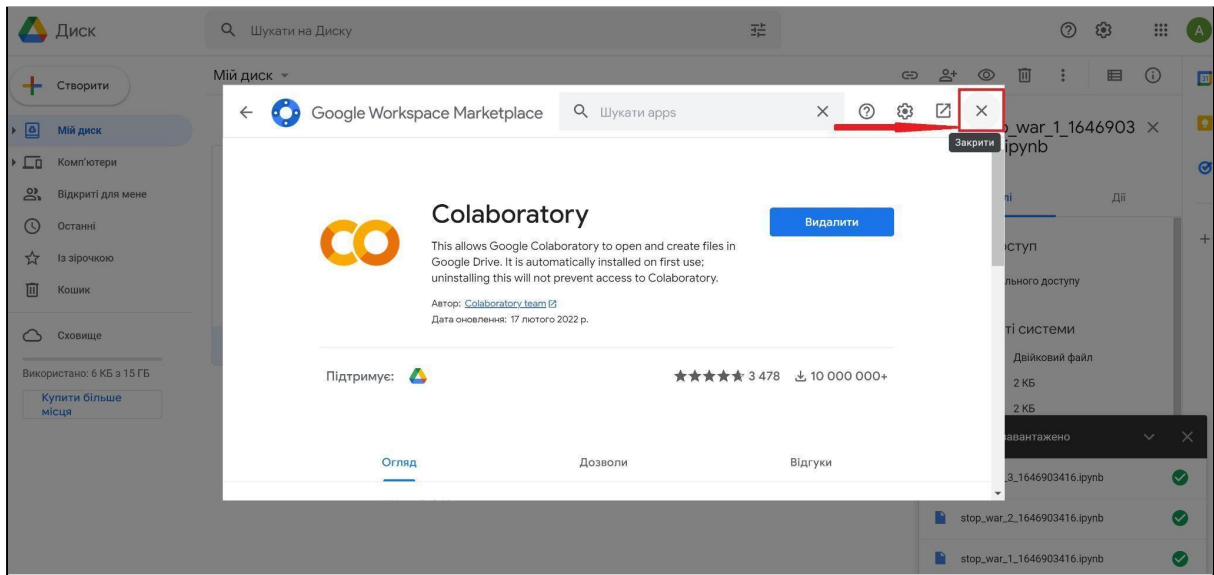 Диск
Шукати на Диску
A
Створити
Мій диск
Мій диск
Комп'ютери
Відкриті для мене
Останні
Із зірочкою
Кошик
Сховище
Використано: 6 КБ з 15 ГБ
Купити більше
місця
Google Workspace Marketplace
Шукати apps
Закрити
Colaboratory
Видалити
This allows Google Colaboratory to open and create files in
Google Drive. It is automatically installed on first use;
uninstalling this will not prevent access to Colaboratory.
Автор: Colaboratory team
Дата оновлення: 17 лютого 2022 р.
Підтримує:
3 478
10 000 000+
Огляд
Дозволи
Відгуки
_war_1_1646903
ipynb
Дії
льного доступу
ті системи
Двійковий файл
2 КБ
2 КБ
авантажено
_3_1646903416.ipynb
stop_war_2_1646903416.ipynb
stop_war_1_1646903416.ipynb
31